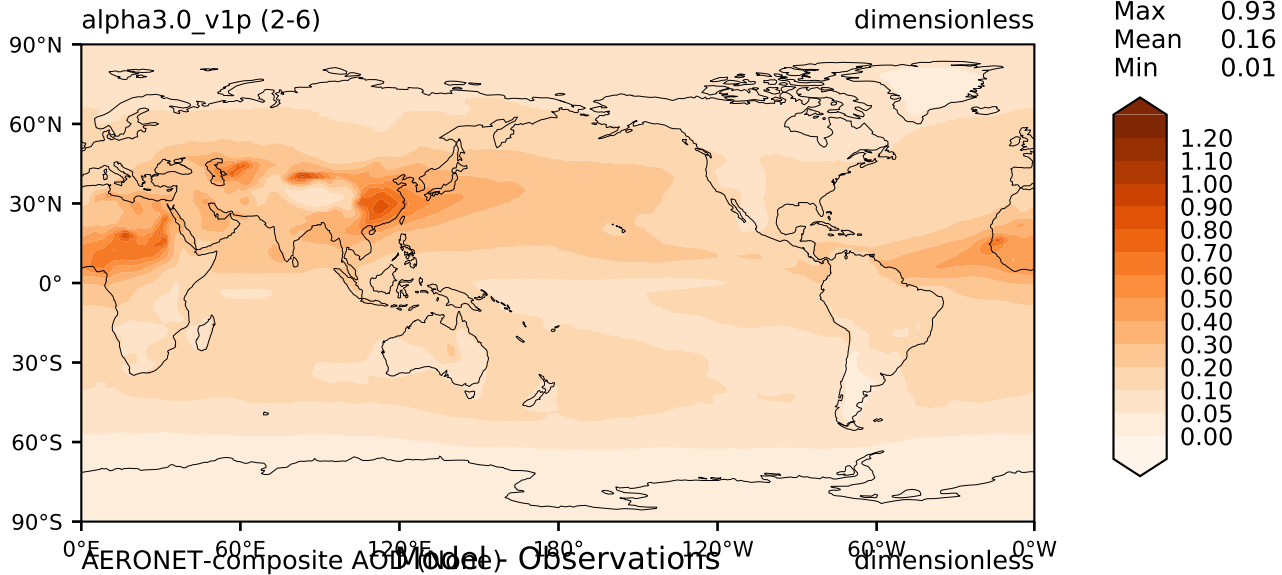 alpha3.0_v1p (2-6)
dimensionless
Max 0.93
Mean 0.16
Min 0.01
90°N
60°N
30°N
0°
30°S
60°S
90°S
1.20
1.10
1.00
0.90
0.80
0.70
0.60
0.50
0.40
0.30
0.20
0.10
0.05
0.00
0°E
60°E
120°E
180°
120°W
60°W
0°W
AERONET-composite AOD (None)
Model - Observations
dimensionless